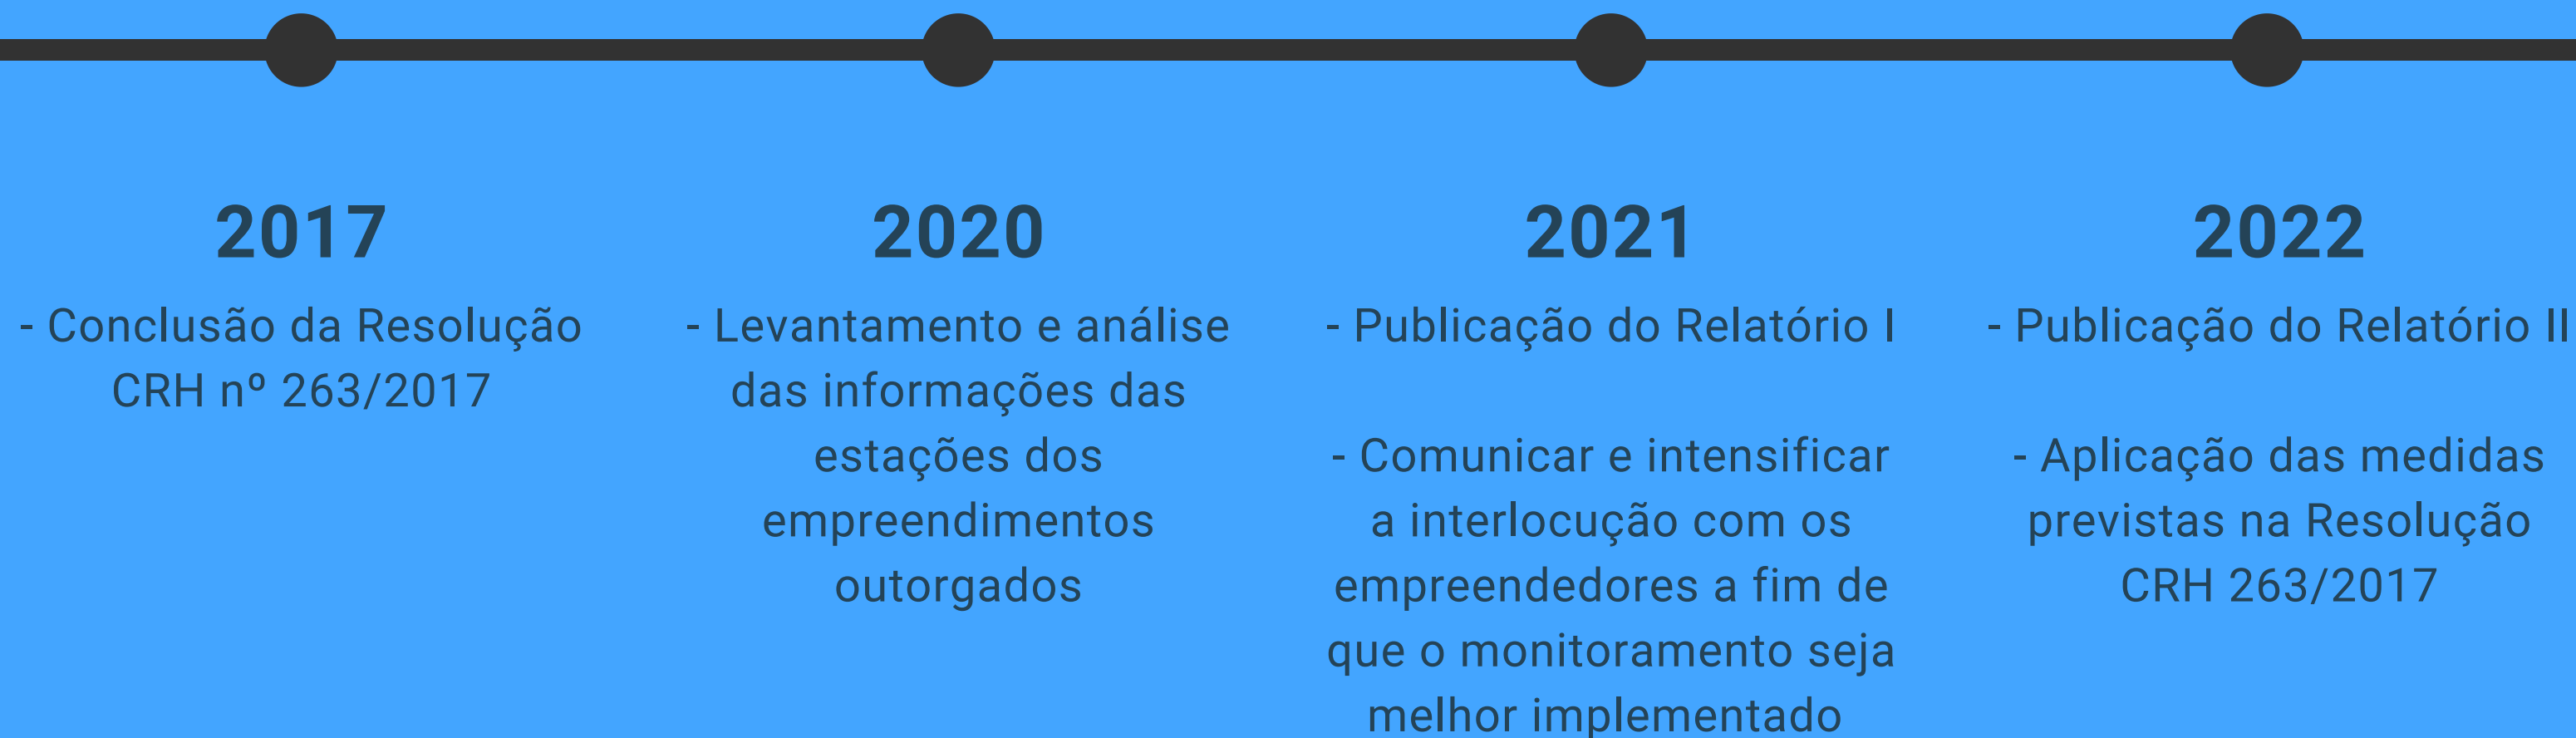 2017
- Conclusão da Resolução
CRH nº 263/2017
2020
- Levantamento e análise
das informações das
estações dos
empreendimentos
outorgados
2021
- Publicação do Relatório I
- Comunicar e intensificar
a interlocução com os
empreendedores a fim de
que o monitoramento seja
melhor implementado
2022
- Publicação do Relatório II
- Aplicação das medidas
previstas na Resolução
CRH 263/2017